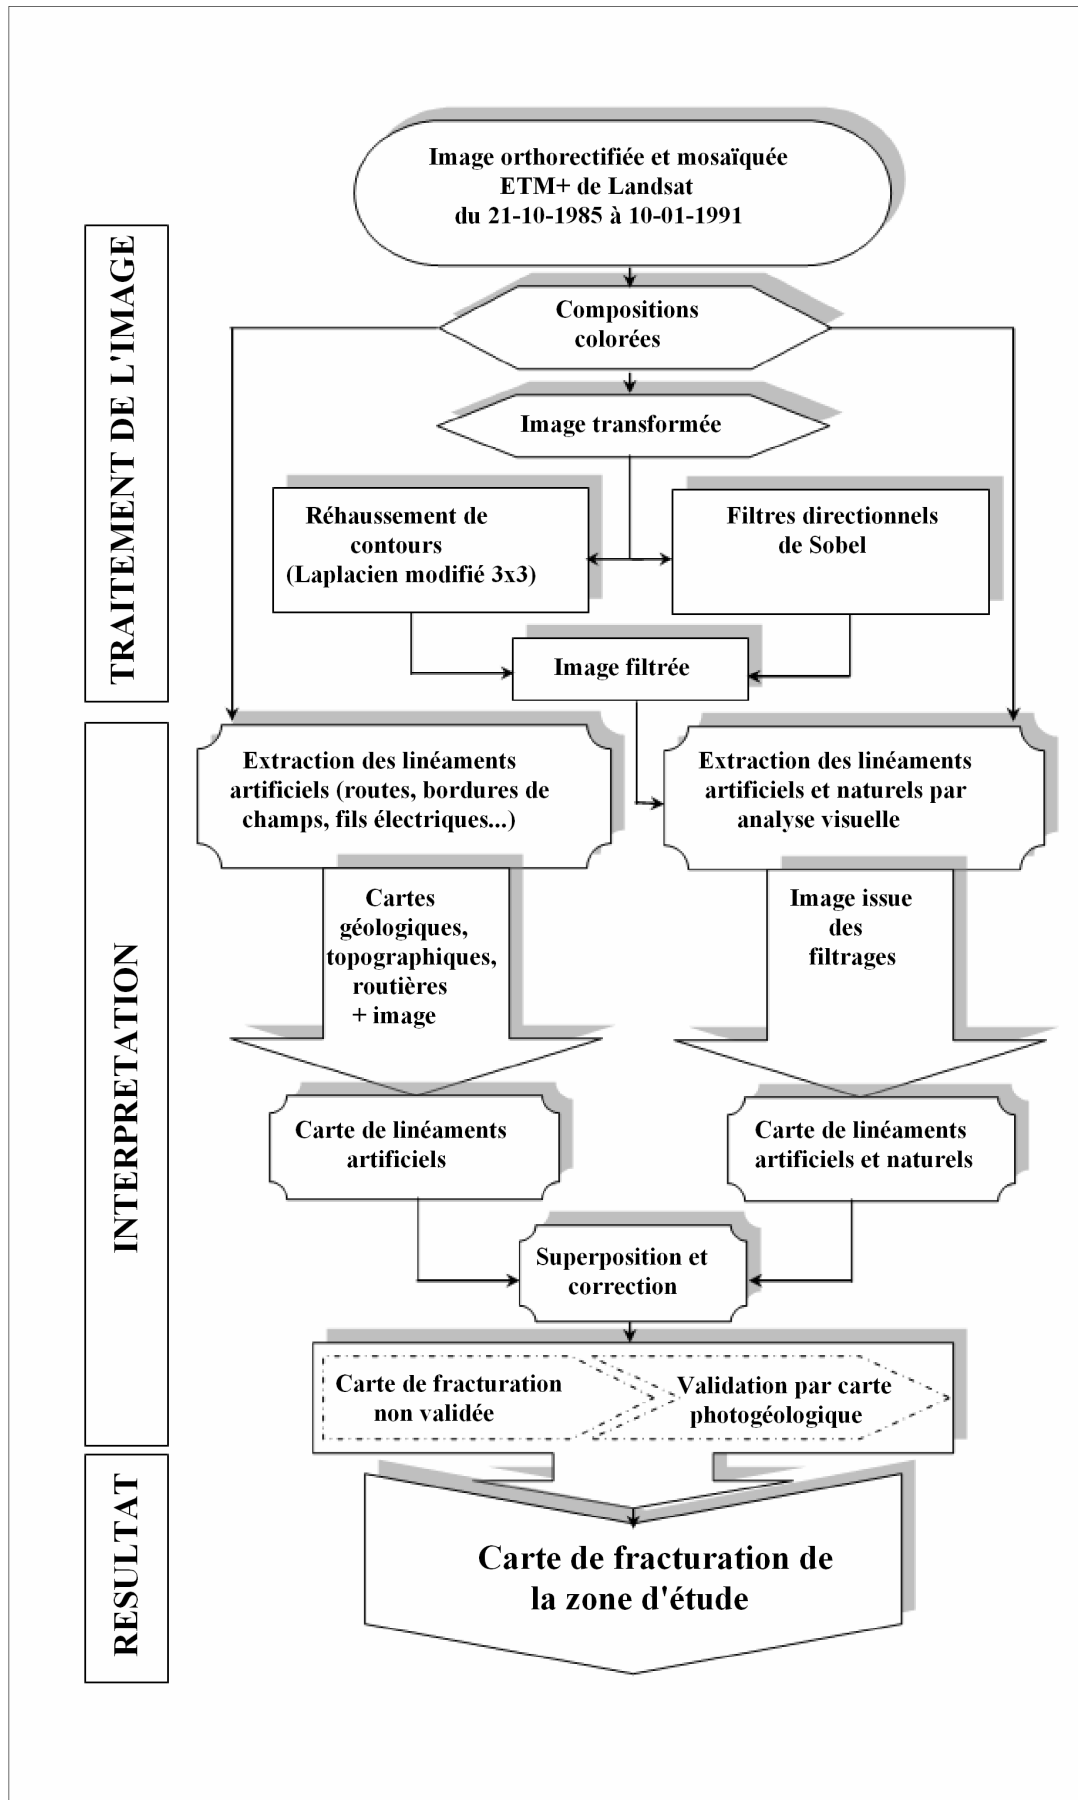 Image orthorectifiée et mosaïquée
ETM+ de Landsat
du 21-10-1985 à 10-01-1991
TRAITEMENT DE L'IMAGE
Compositions
colorées
Image transformée
Réhaussement de
contours
(Laplacien modifié 3x3)
Filtres directionnels
de Sobel
Image filtrée
INTERPRETATION
Extraction des linéaments
artificiels (routes, bordures de
champs, fils électriques...)
Extraction des linéaments
artificiels et naturels par
analyse visuelle
Cartes
géologiques,
topographiques,
routières
+ image
Image issue
des
filtrages
Carte de linéaments
artificiels
Carte de linéaments
artificiels et naturels
Superposition et
correction
Carte de fracturation
non validée
Validation par carte
photogéologique
RESULTAT
Carte de fracturation de
la zone d'étude